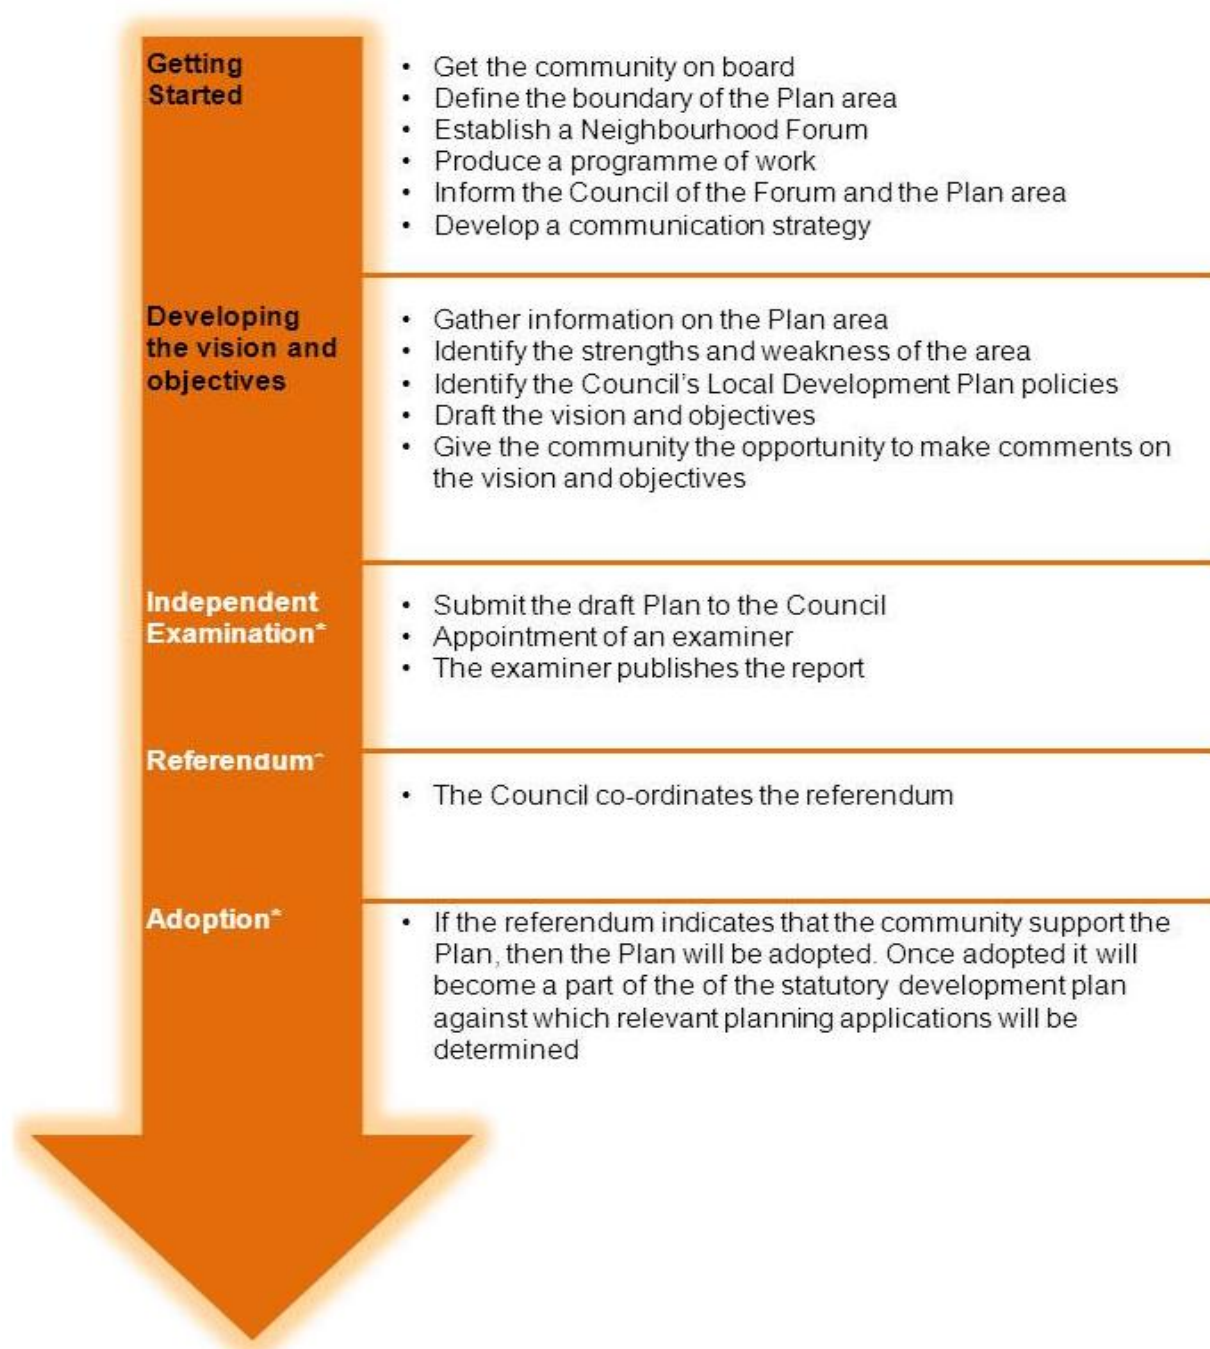 Getting
Started
• Get the community on board
• Define the boundary of the Plan area
• Establish a Neighbourhood Forum
• Produce a programme of work
• Inform the Council of the Forum and the Plan area
• Develop a communication strategy
Developing
the vision and
objectives
• Gather information on the Plan area
• Identify the strengths and weakness of the area
• Identify the Council's Local Development Plan policies
• Draft the vision and objectives
• Give the community the opportunity to make comments on
the vision and objectives
Independent
Examination*
• Submit the draft Plan to the Council
• Appointment of an examiner
• The examiner publishes the report
Referendum*
• The Council co-ordinates the referendum
Adoption*
• If the referendum indicates that the community support the
Plan, then the Plan will be adopted. Once adopted it will
become a part of the of the statutory development plan
against which relevant planning applications will be
determined